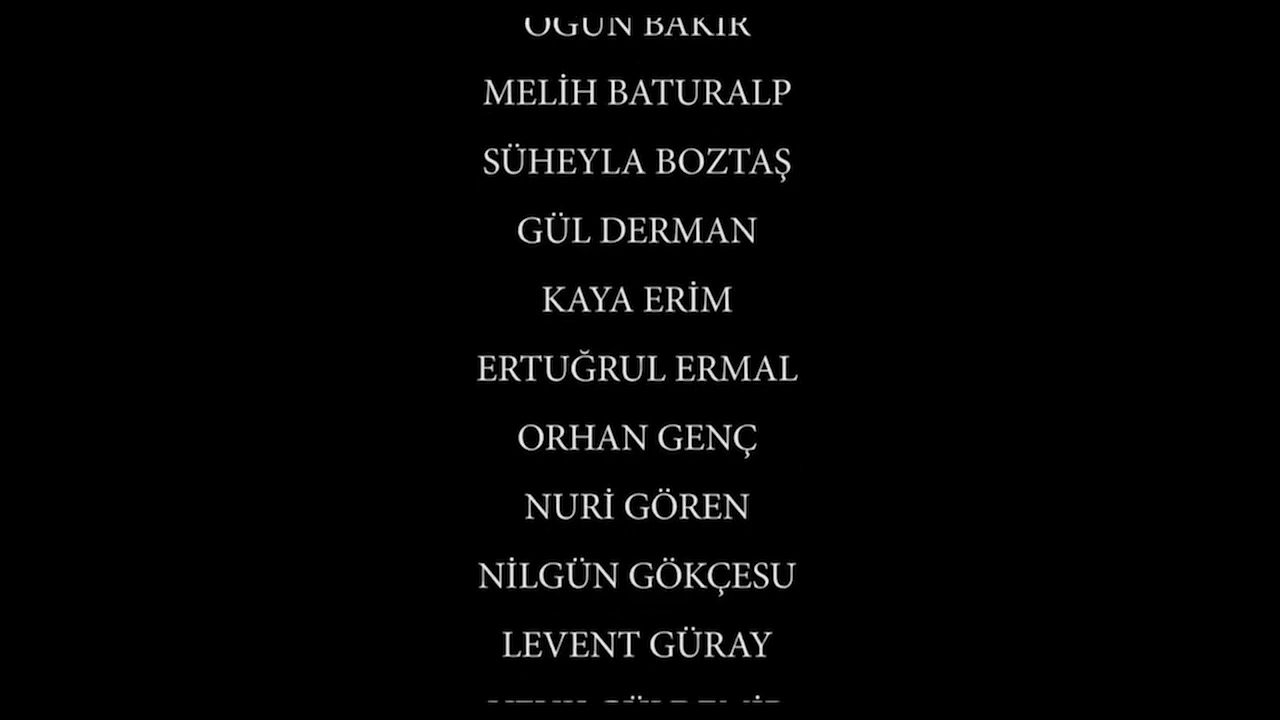 OGÜN BAKIR
MELİH BATURALP
SÜHEYLA BOZTAŞ
GÜL DERMAN
KAYA ERİM
ERTUĞRUL ERMAL
ORHAN GENÇ
NURİ GÖREN
NİLGÜN GÖKÇESU
LEVENT GÜRAY